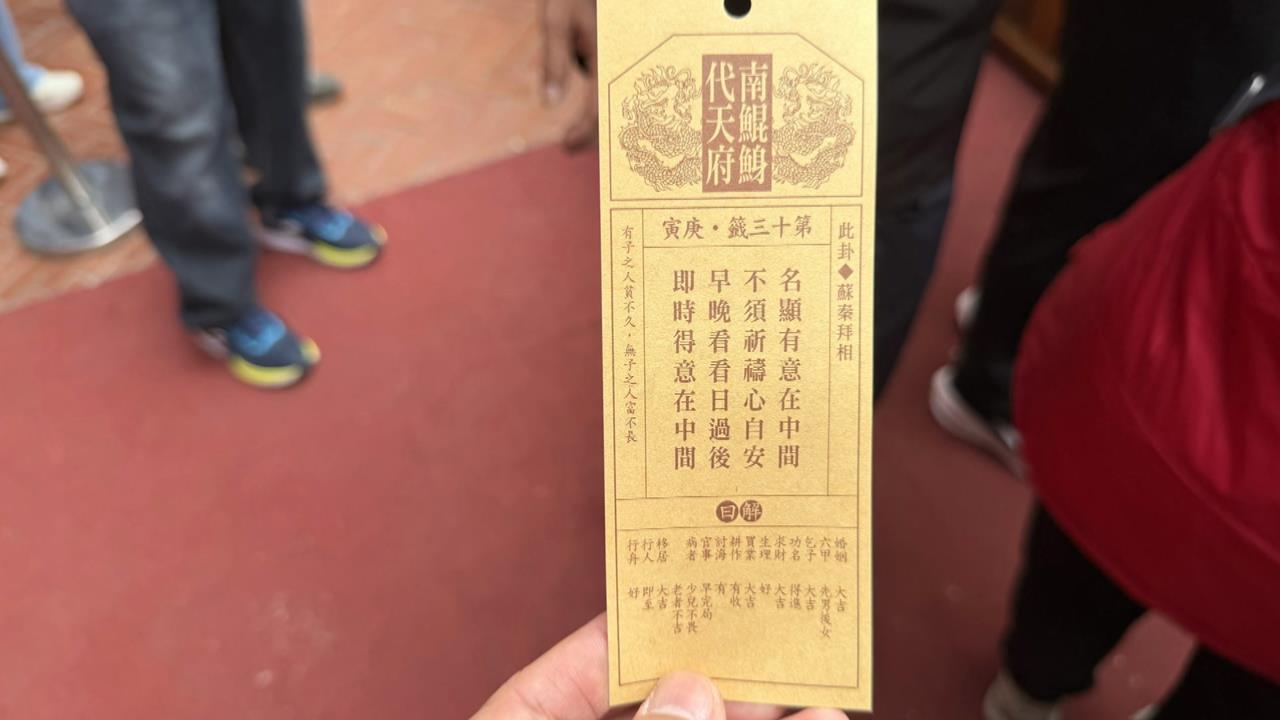 南鯤鯓
代天府
第十三籤・庚寅
此卦◆蘇秦拜相
名顯有意在中間
不須祈禱心自安
早晚看看日過後
即時得意在中間
有子之人貧不久，無子之人富不長
解曰
婚姻 大吉
六甲 先男後女
乞子 大吉
功名 得進
求財 大吉
生理 好
買業 大吉
耕作 有收
討海 有
官事 早完局
病者 少兒不畏 老者不吉
移居 大吉
行人 即至
行舟 好